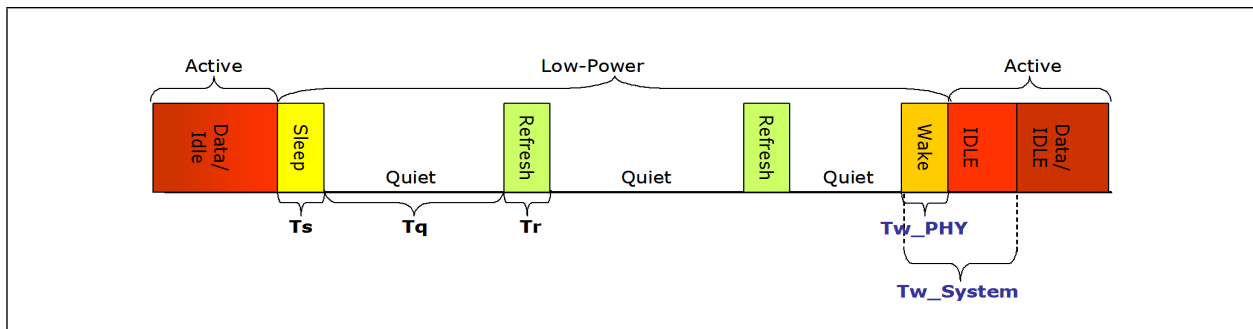 Active
Low-Power
Active
Data/
Idle
Sleep
Refresh
Refresh
Wake
IDLE
Data/
IDLE
Quiet
Quiet
Quiet
Ts
Tq
Tr
Tw_PHY
Tw_System